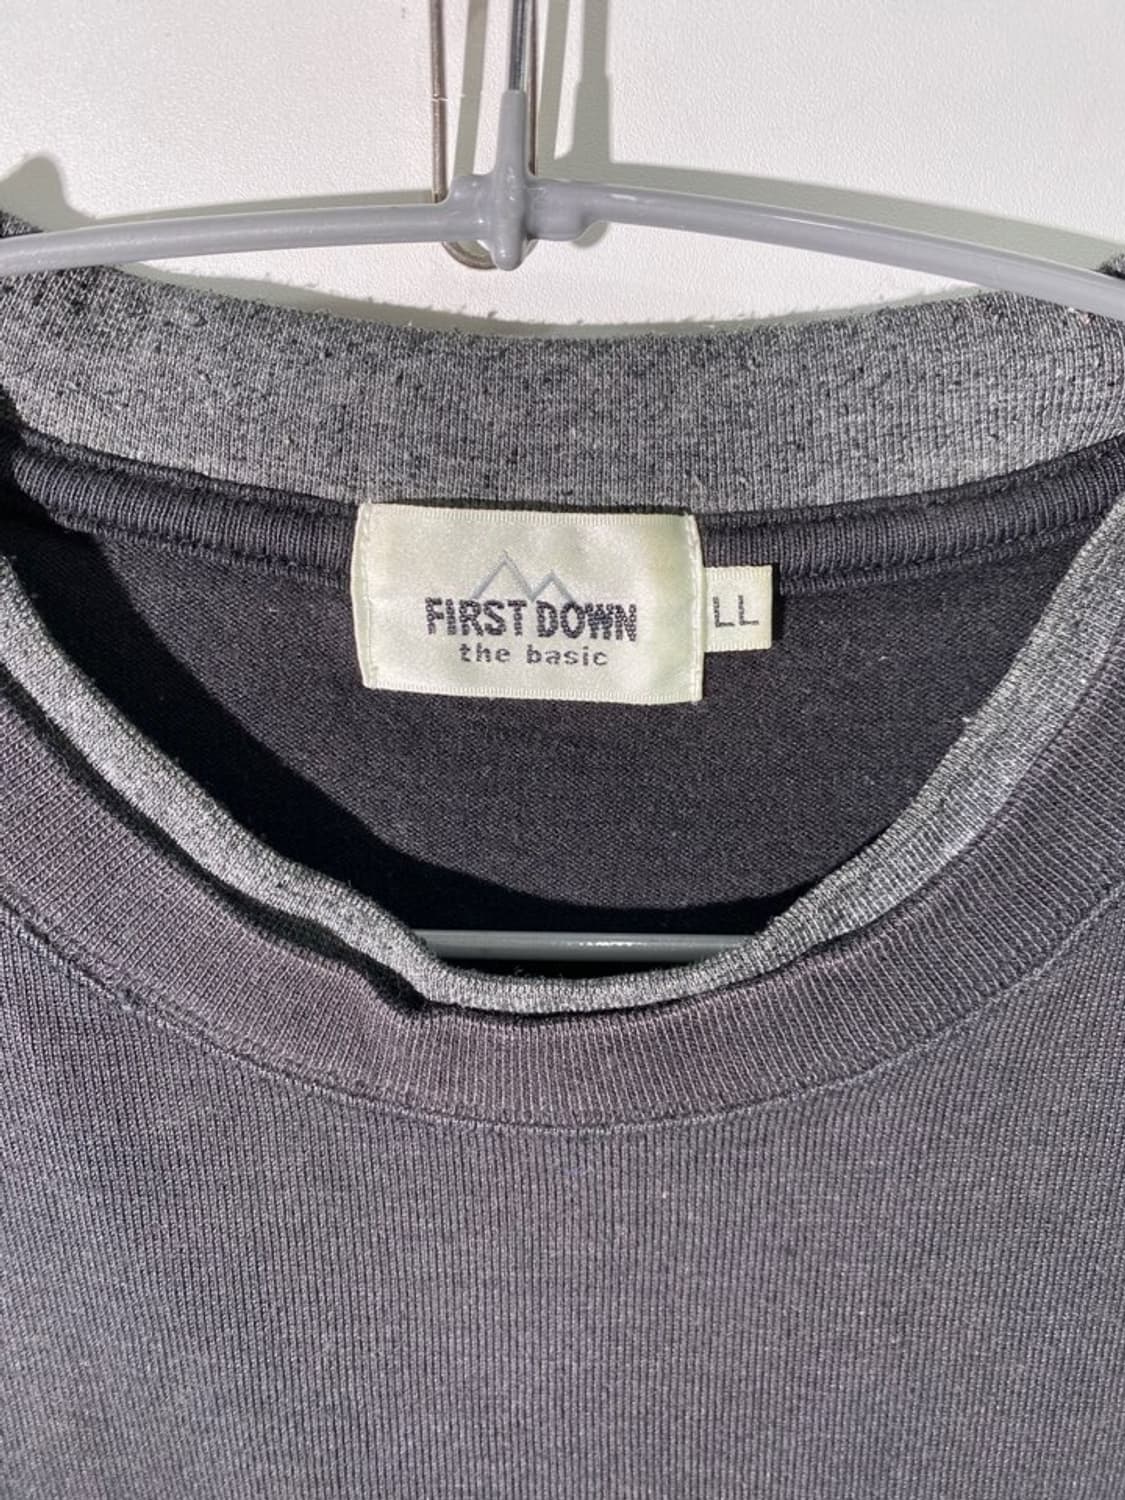 FIRST DOWN
the basic
LL